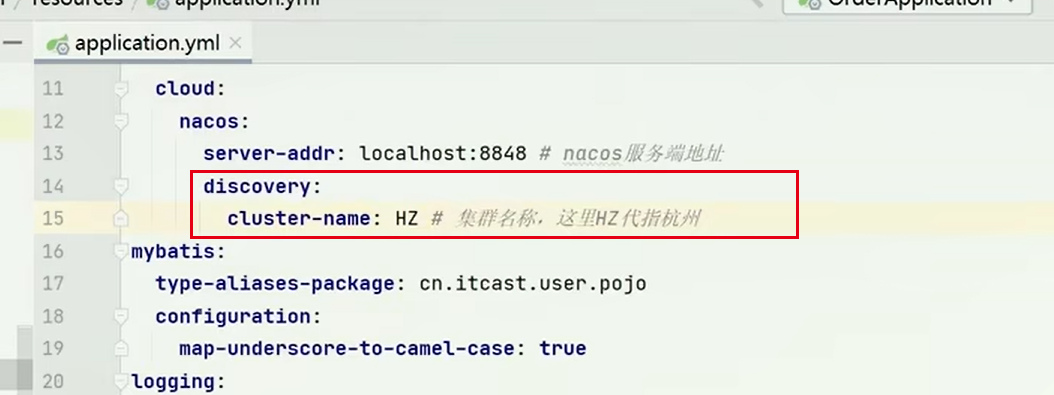 resources / application.yml
OrderApplication
application.yml ×
11 cloud:
12 nacos:
13 server-addr: localhost:8848 # nacos服务端地址
14 discovery:
15 cluster-name: HZ # 集群名称，这里HZ代指杭州
16 mybatis:
17 type-aliases-package: cn.itcast.user.pojo
18 configuration:
19 map-underscore-to-camel-case: true
20 logging: